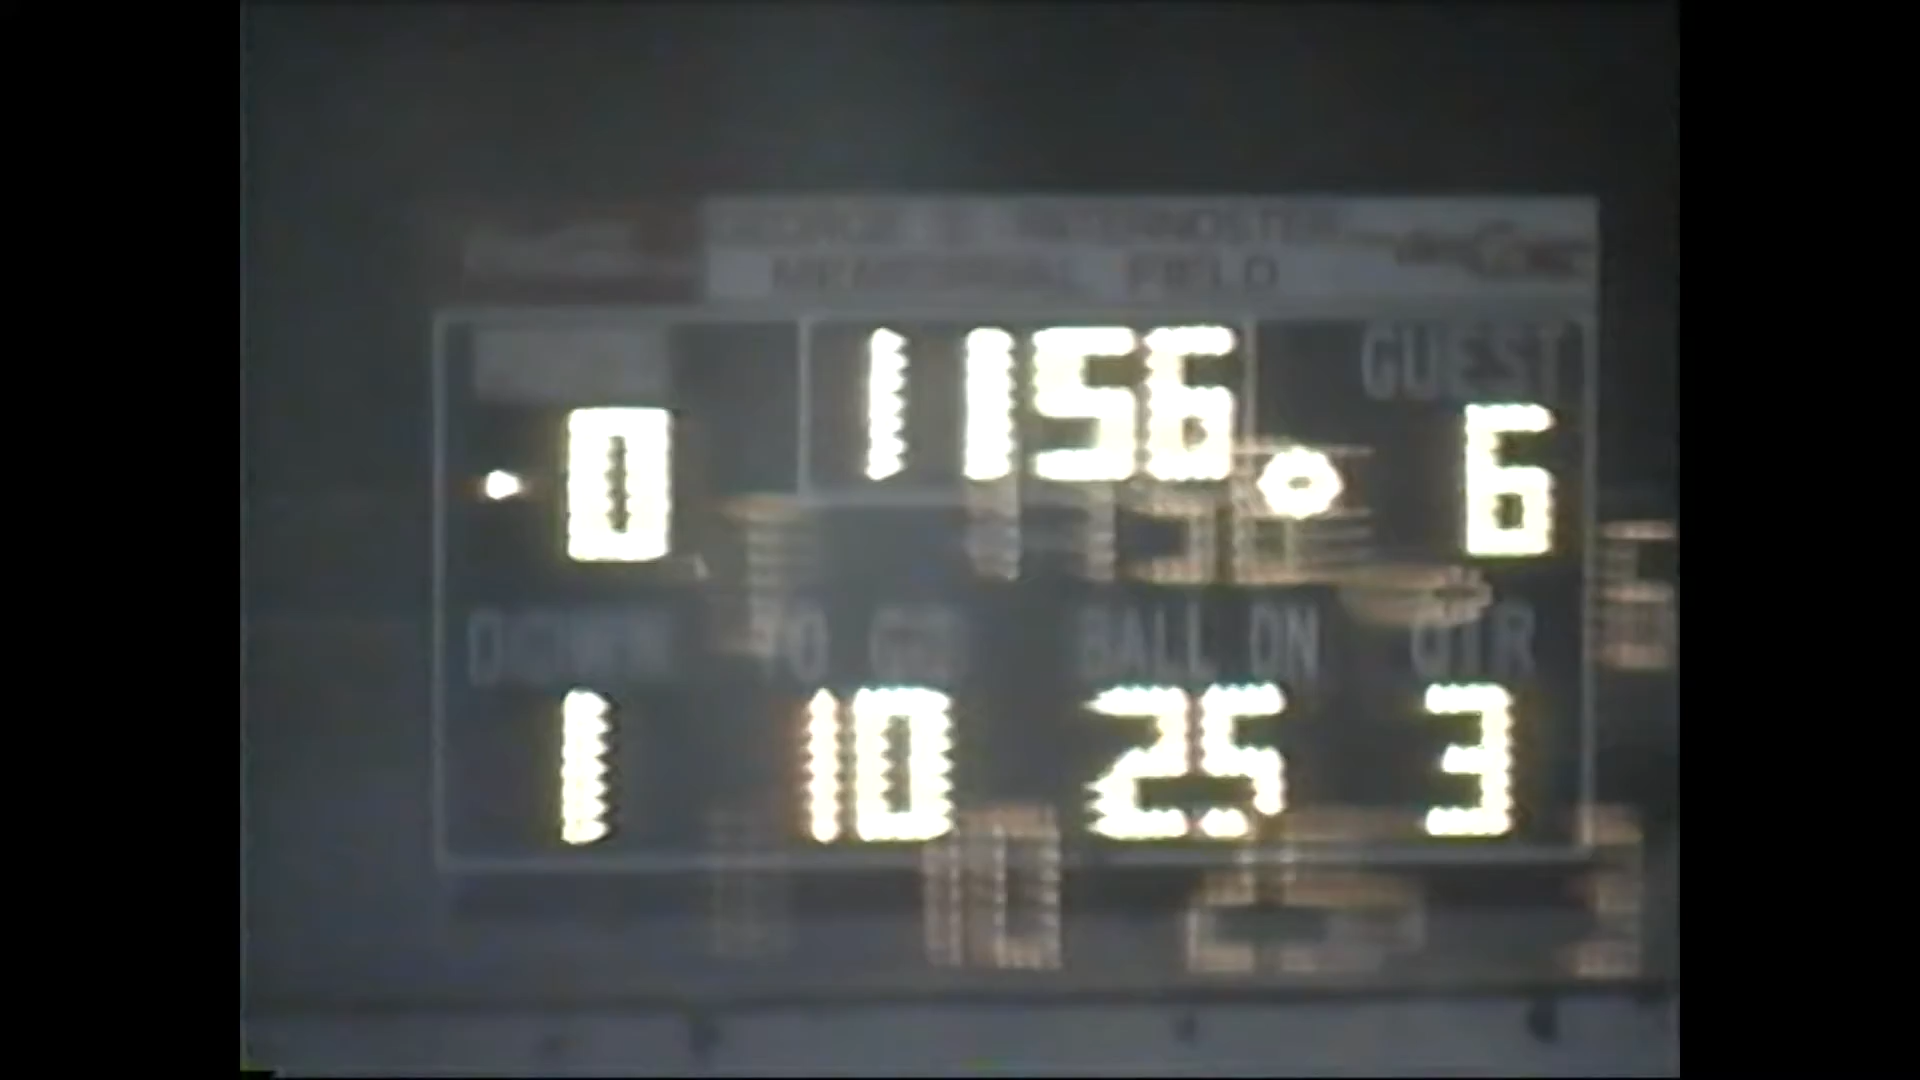 MEMORIAL FIELD
1156
GUEST
0
6
DOWN TO GO BALL ON QTR
1 10 25 3